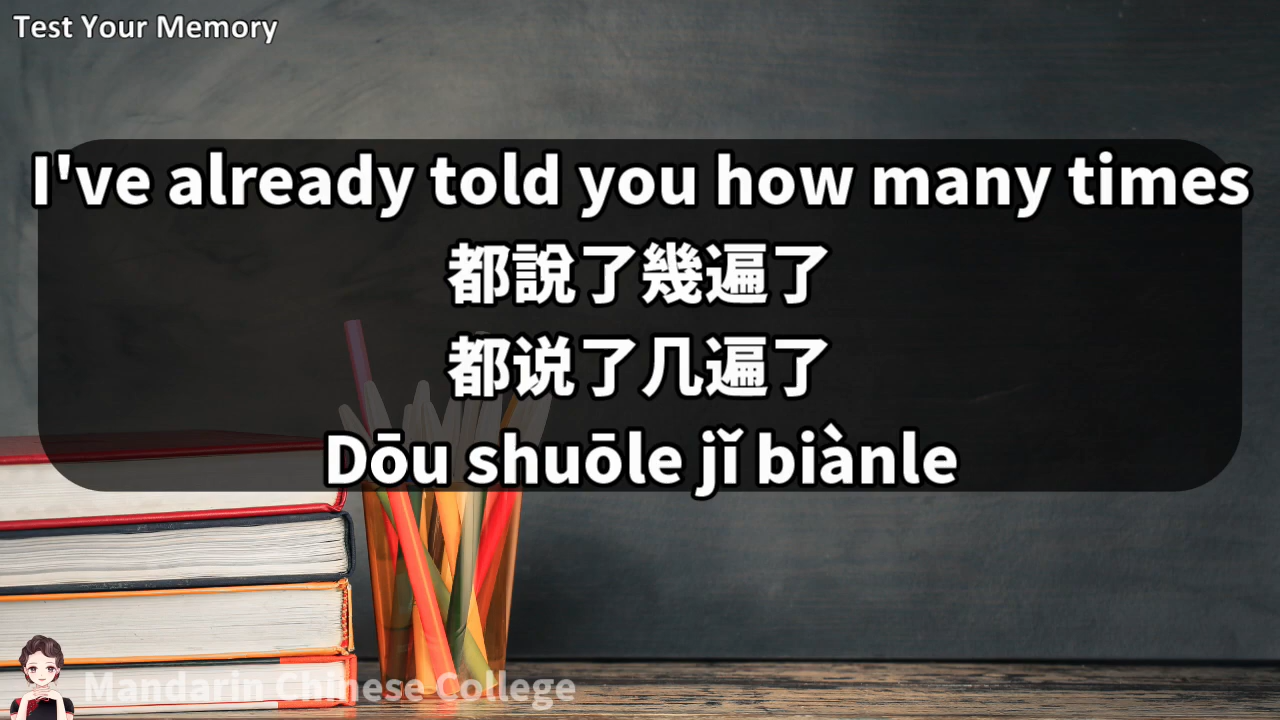 Test Your Memory
I've already told you how many times
都說了幾遍了
都说了几遍了
Dōu shuōle jǐ biànle
Mandarin Chinese College